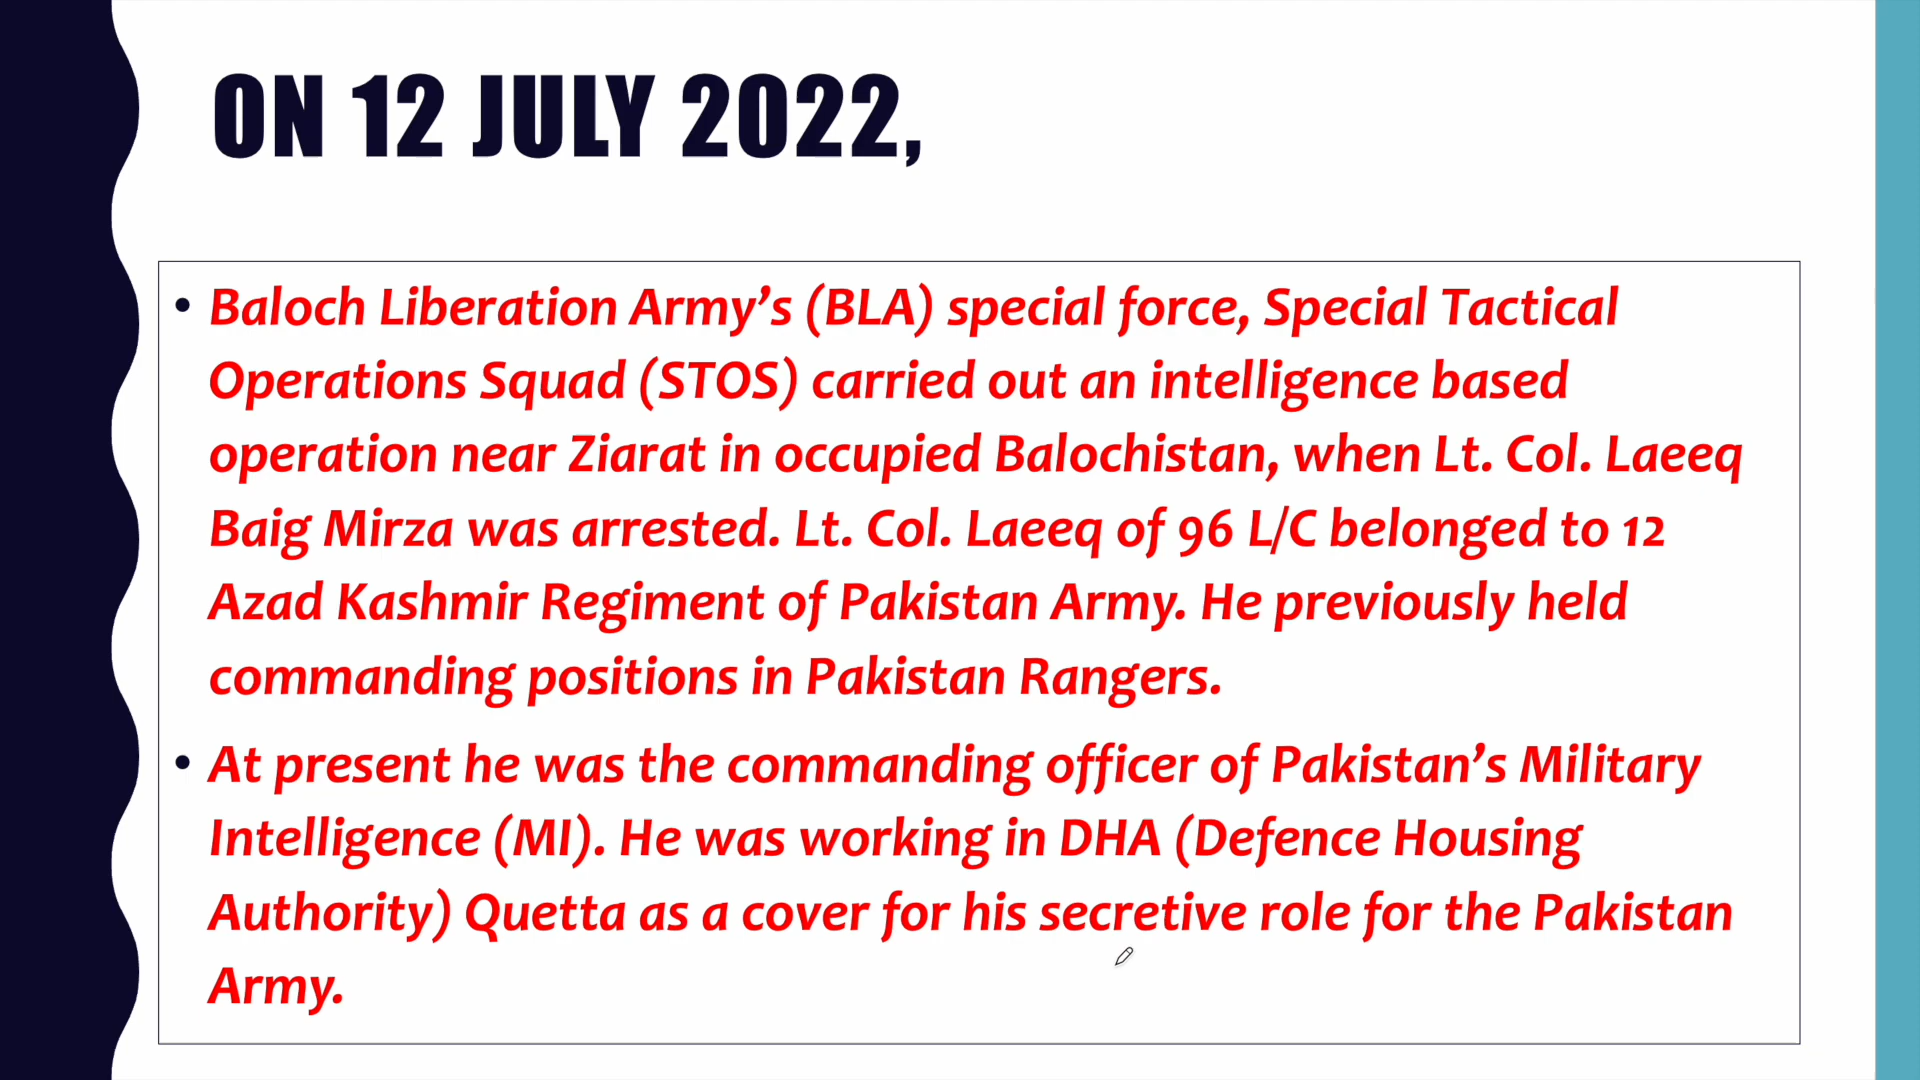 ON 12 JULY 2022,
• Baloch Liberation Army’s (BLA) special force, Special Tactical
Operations Squad (STOS) carried out an intelligence based
operation near Ziarat in occupied Balochistan, when Lt. Col. Laeeq
Baig Mirza was arrested. Lt. Col. Laeeq of 96 L/C belonged to 12
Azad Kashmir Regiment of Pakistan Army. He previously held
commanding positions in Pakistan Rangers.
• At present he was the commanding officer of Pakistan’s Military
Intelligence (MI). He was working in DHA (Defence Housing
Authority) Quetta as a cover for his secretive role for the Pakistan
Army.